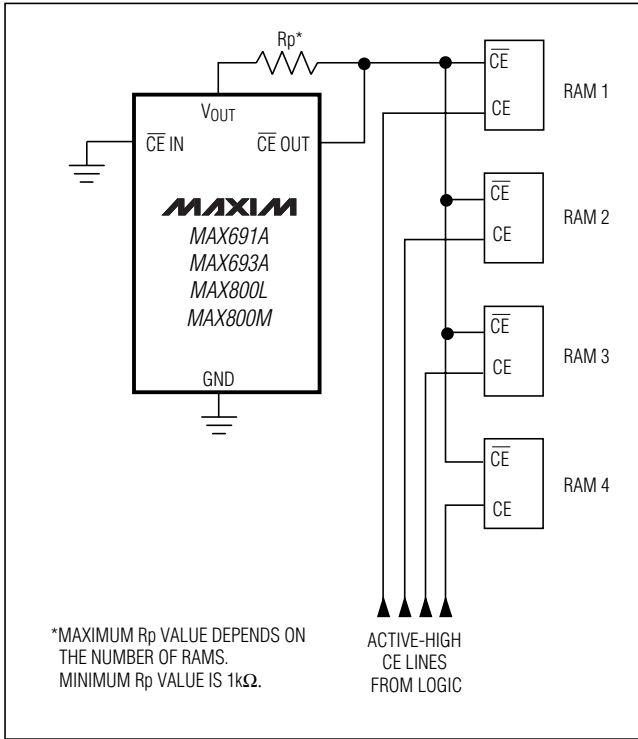 Rp*
VOUT
CE IN
CE OUT
MAXIM
MAX691A
MAX693A
MAX800L
MAX800M
GND
CE
CE
RAM 1
CE
CE
RAM 2
CE
CE
RAM 3
CE
CE
RAM 4
*MAXIMUM Rp VALUE DEPENDS ON
THE NUMBER OF RAMS.
MINIMUM Rp VALUE IS 1kΩ.
ACTIVE-HIGH
CE LINES
FROM LOGIC